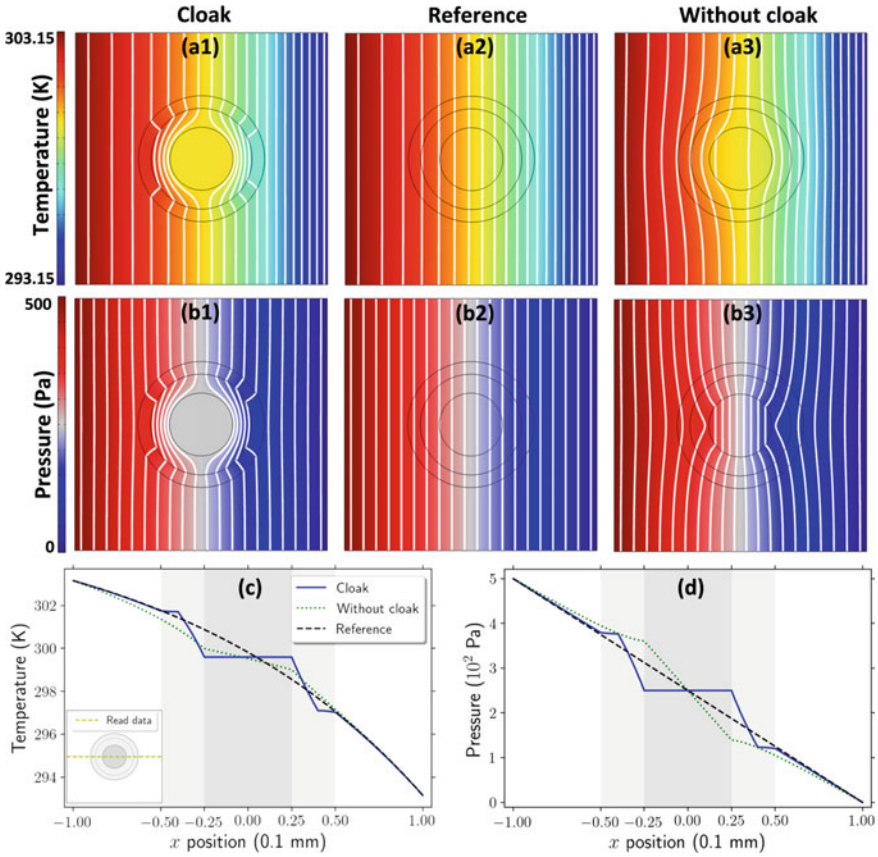 Cloak Reference Without cloak
303.15 (a1) (a2) (a3)
Temperature (K)
293.15
500 (b1) (b2) (b3)
Pressure (Pa)
0
(c)
Cloak
Without cloak
Reference
302
300
298
296
294
Temperature (K)
Read data
−1.00 −0.50 −0.25 0.00 0.25 0.50 1.00
x position (0.1 mm)
(d)
5
4
3
2
1
0
Pressure (10² Pa)
−1.00 −0.50 −0.25 0.00 0.25 0.50 1.00
x position (0.1 mm)